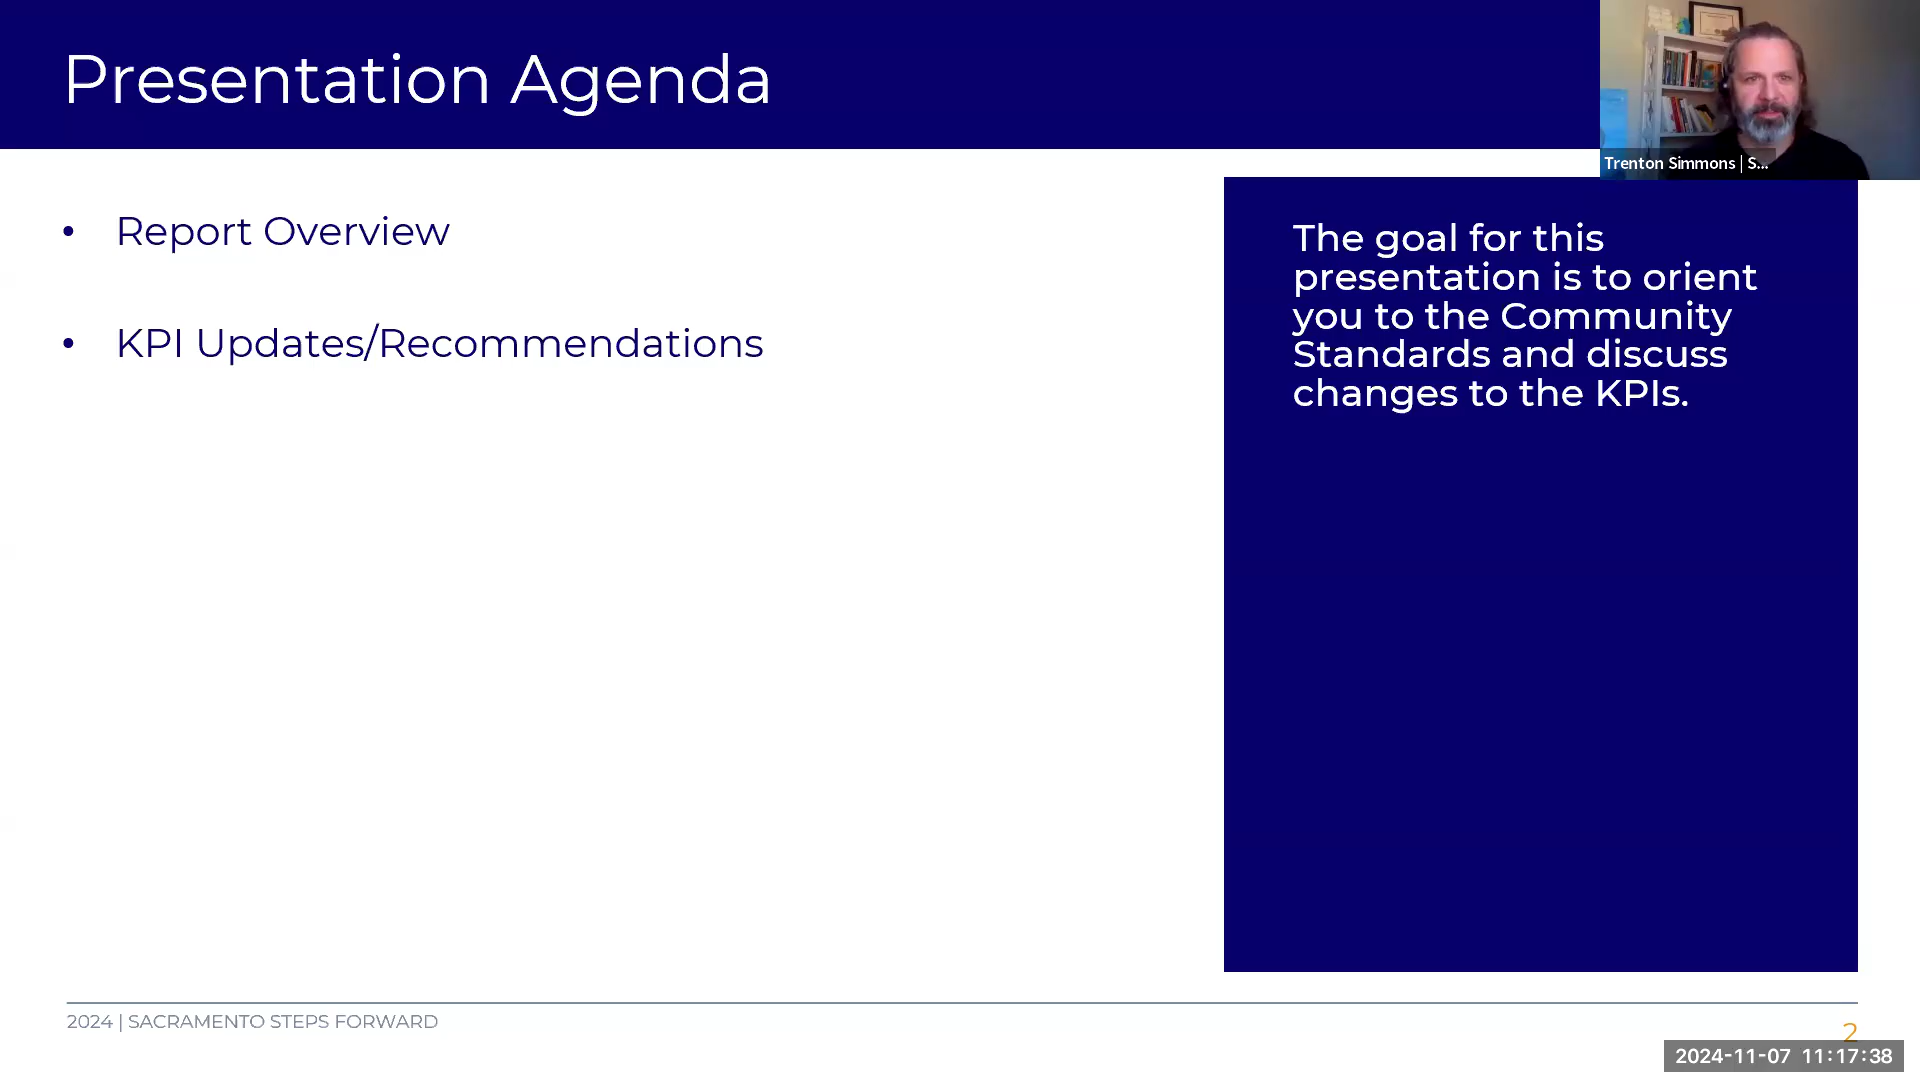 Presentation Agenda
Trenton Simmons | S...
• Report Overview
• KPI Updates/Recommendations
The goal for this
presentation is to orient
you to the Community
Standards and discuss
changes to the KPIs.
2024 | SACRAMENTO STEPS FORWARD
2
2024-11-07 11:17:38